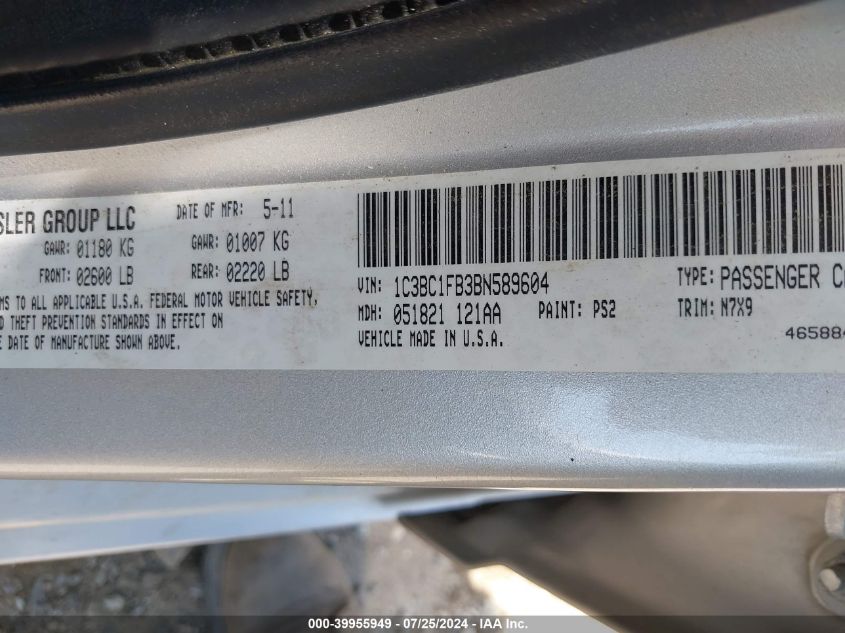 GROUP LLC DATE OF MFR: 5-11
GAWR: 01180 KG GAWR: 01007 KG
FRONT: 02600 LB REAR: 02220 LB
TO ALL APPLICABLE U.S.A. FEDERAL MOTOR VEHICLE SAFETY,
THEFT PREVENTION STANDARDS IN EFFECT ON
DATE OF MANUFACTURE SHOWN ABOVE.
VIN: 1C3BC1FB3BN589604 TYPE: PASSENGER
MDH: 051821 121AA PAINT: PS2 TRIM: N7X9
VEHICLE MADE IN U.S.A.
46588
000-39955949 - 07/25/2024 - IAA Inc.